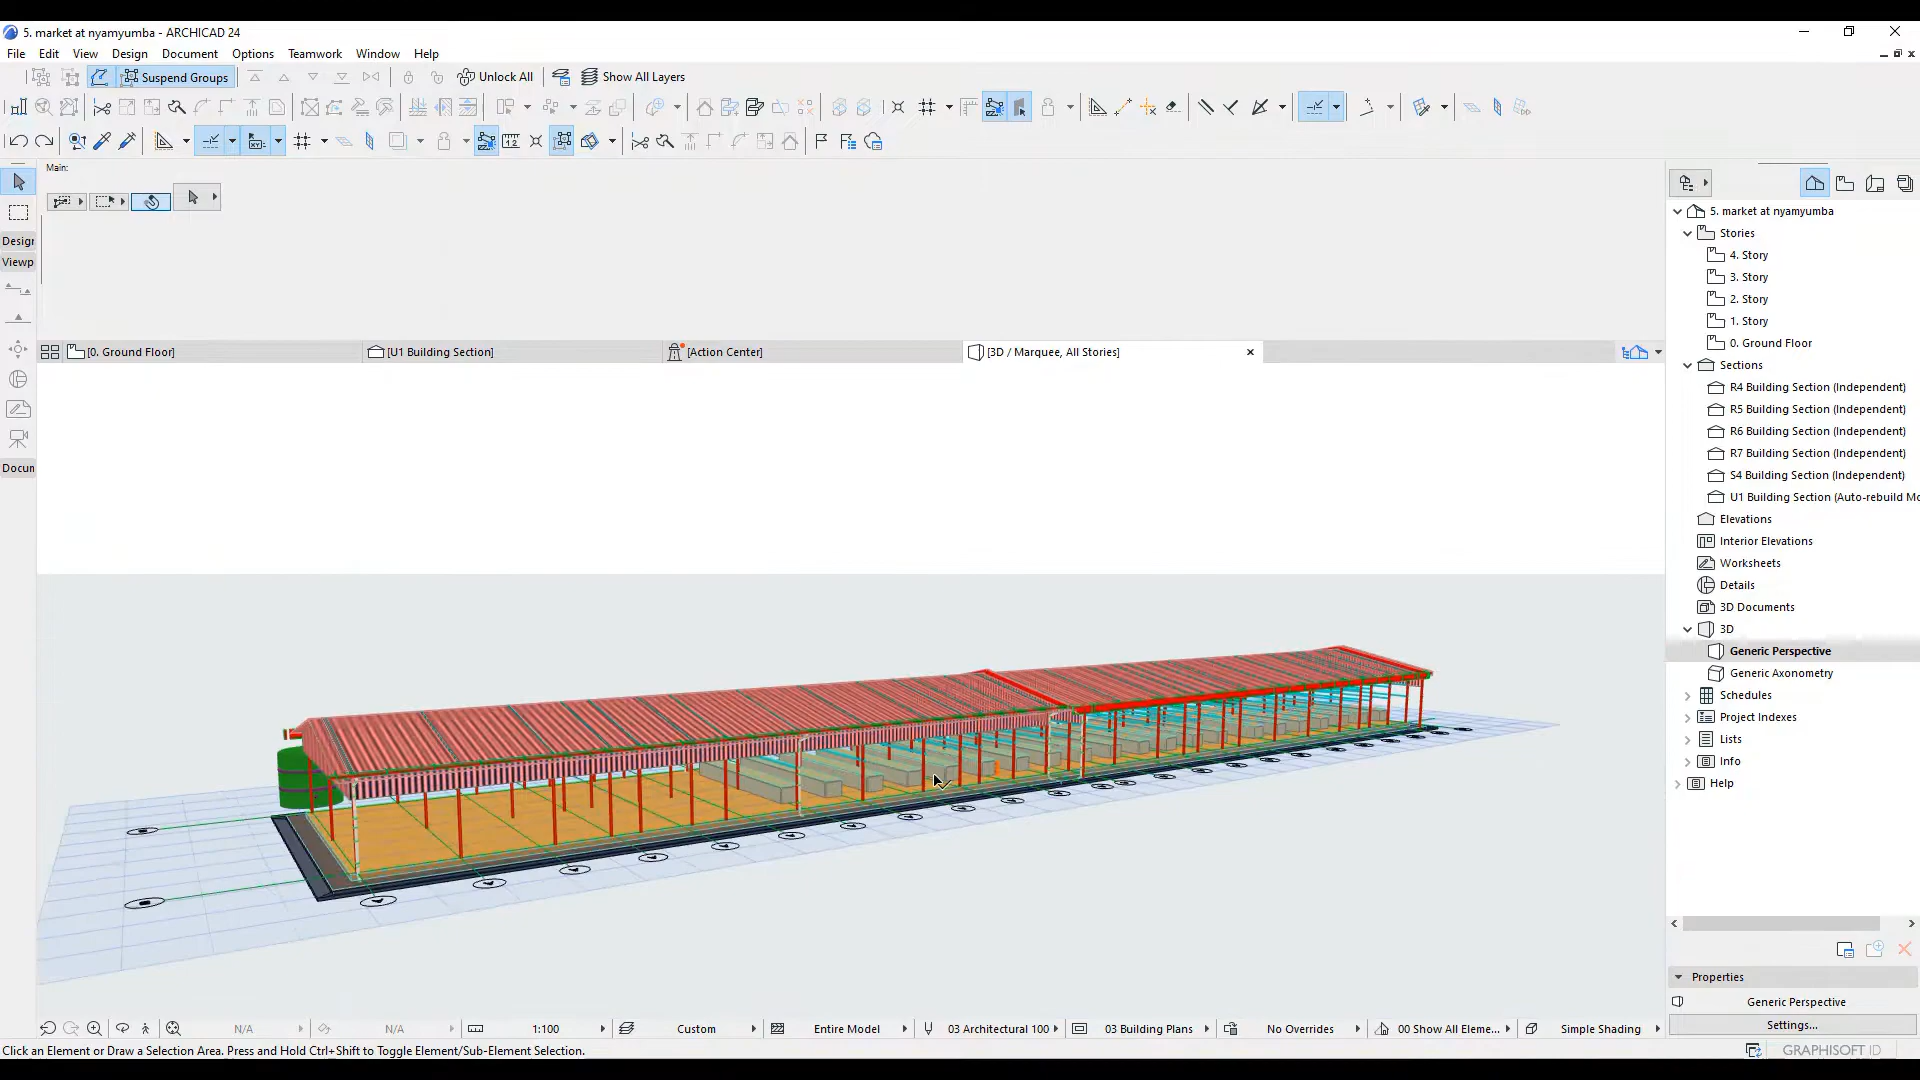 5. market at nyamyumba - ARCHICAD 24
File Edit View Design Document Options Teamwork Window Help
Suspend Groups Unlock All Show All Layers
1.2
Main:
Design
Viewp
Docum
[0. Ground Floor] [U1 Building Section] [Action Center] [3D / Marquee, All Stories]
5. market at nyamyumba
Stories
4. Story
3. Story
2. Story
1. Story
0. Ground Floor
Sections
R4 Building Section (Independent)
R5 Building Section (Independent)
R6 Building Section (Independent)
R7 Building Section (Independent)
S4 Building Section (Independent)
U1 Building Section (Auto-rebuild Mo
Elevations
Interior Elevations
Worksheets
Details
3D Documents
3D
Generic Perspective
Generic Axonometry
Schedules
Project Indexes
Lists
Info
Help
Properties
Generic Perspective
Settings...
N/A N/A 1:100 Custom Entire Model 03 Architectural 100 03 Building Plans No Overrides 00 Show All Eleme... Simple Shading
Click an Element or Draw a Selection Area. Press and Hold Ctrl+Shift to Toggle Element/Sub-Element Selection.
GRAPHISOFT ID